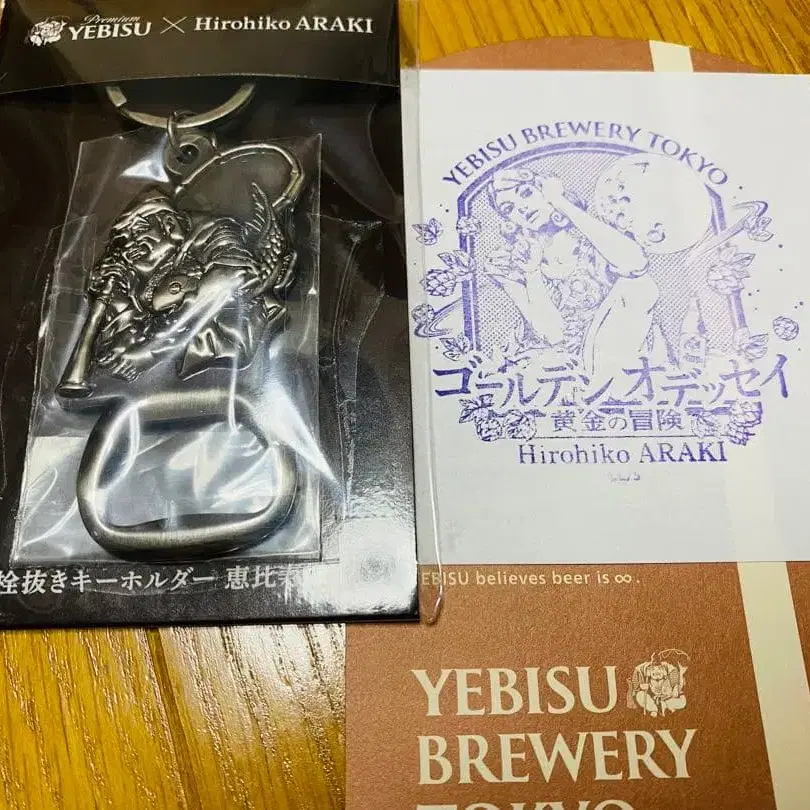 Premium
YEBISU × Hirohiko ARAKI
栓抜きキーホルダー 恵比
YEBISU BREWERY TOKYO
ゴールデンオデッセイ
黄金の冒険
Hirohiko ARAKI
EBISU believes beer is ∞.
YEBISU
BREWERY
TOKYO